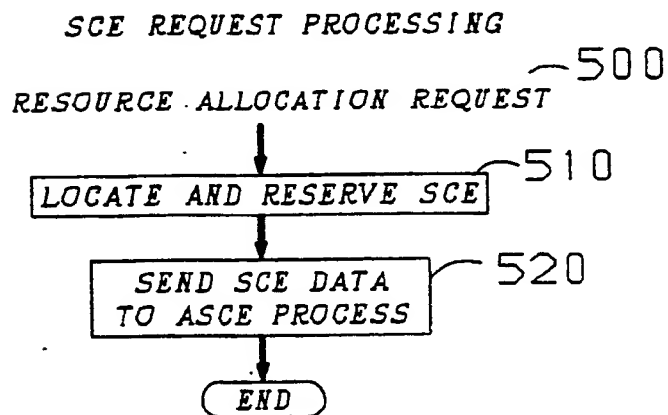 SCE REQUEST PROCESSING
500
RESOURCE ALLOCATION REQUEST
510
LOCATE AND RESERVE SCE
520
SEND SCE DATA
TO ASCE PROCESS
END